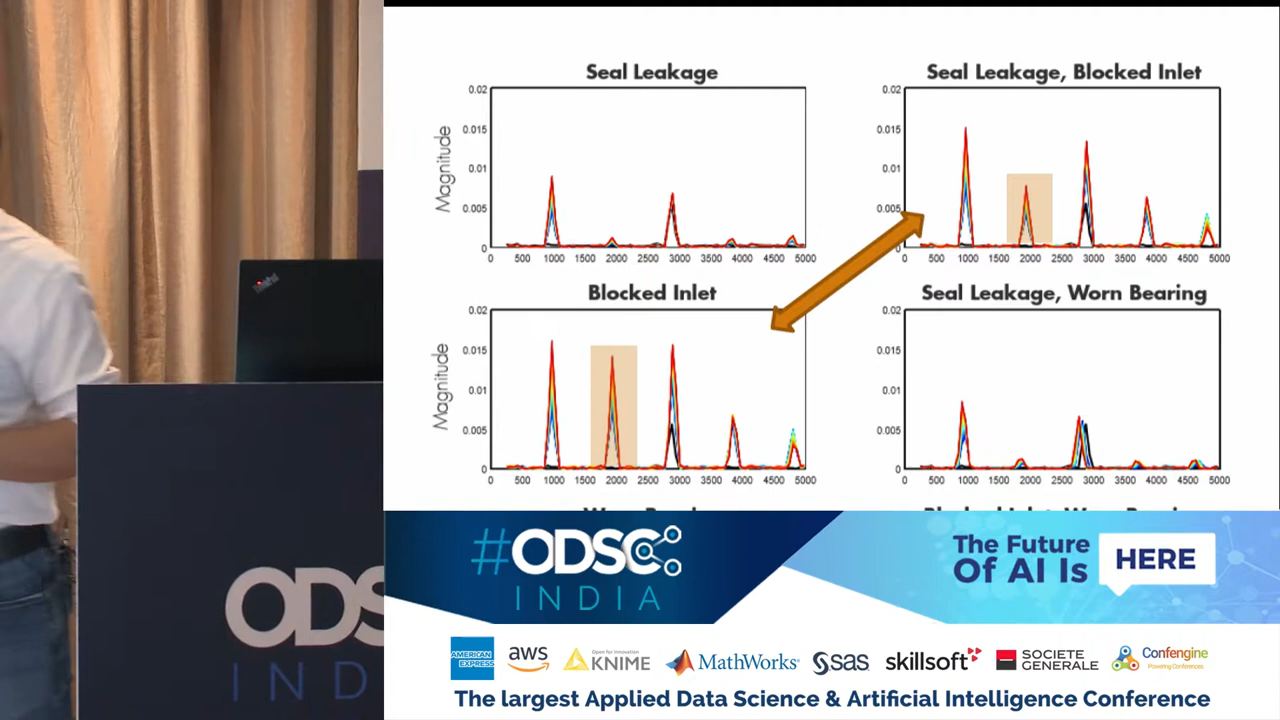 Seal Leakage
Magnitude
0.02
0.015
0.01
0.005
0
0 500 1000 1500 2000 2500 3000 3500 4000 4500 5000
Seal Leakage, Blocked Inlet
0.02
0.015
0.01
0.005
0 500 1000 1500 2000 2500 3000 3500 4000 4500 5000
Blocked Inlet
Magnitude
0.02
0.015
0.01
0.005
0
0 500 1000 1500 2000 2500 3000 3500 4000 4500 5000
Seal Leakage, Worn Bearing
0.02
0.015
0.01
0.005
0
0 500 1000 1500 2000 2500 3000 3500 4000 4500 5000
ThinkPad
ODS
IND
#ODSC
INDIA
The Future
Of AI Is
HERE
AMERICAN
EXPRESS
aws
Open for Innovation
KNIME
MathWorks®
sas
skillsoft
SOCIETE
GENERALE
Confengine
Powering Conferences
The largest Applied Data Science & Artificial Intelligence Conference